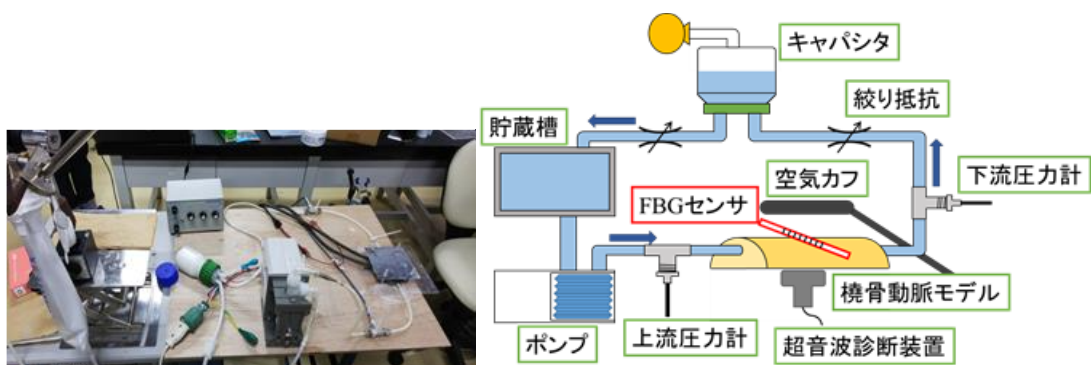 キャパシタ
絞り抵抗
貯蔵槽
空気カフ
下流圧力計
FBGセンサ
橈骨動脈モデル
上流圧力計
ポンプ
超音波診断装置